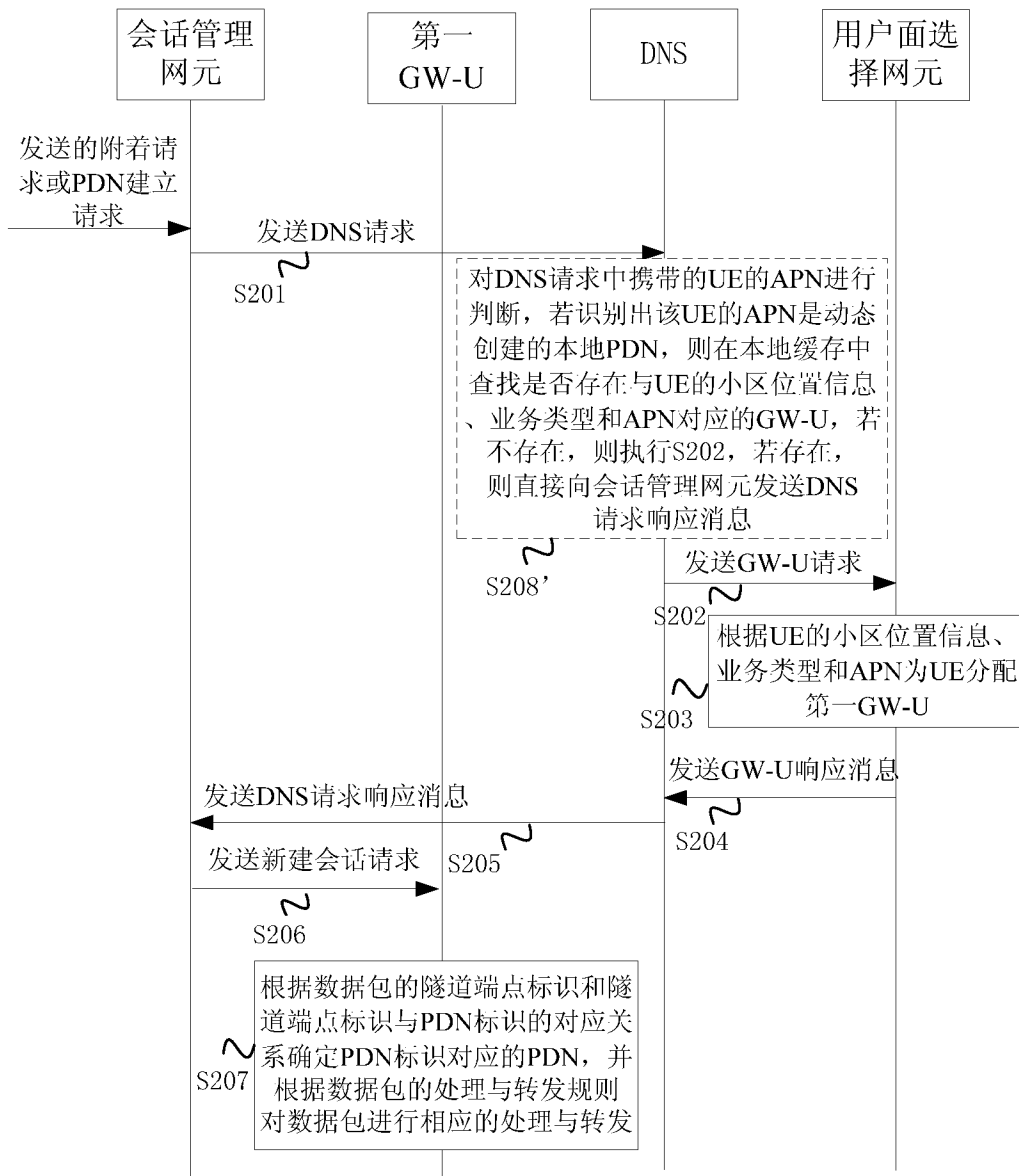 会话管理
网元
第一
GW-U
DNS
用户面选
择网元
发送的附着请
求或PDN建立
请求
发送DNS请求
S201
对DNS请求中携带的UE的APN进行
判断，若识别出该UE的APN是动态
创建的本地PDN，则在本地缓存中
查找是否存在与UE的小区位置信息
、业务类型和APN对应的GW-U，若
不存在，则执行S202，若存在，
则直接向会话管理网元发送DNS
请求响应消息
S208’
发送GW-U请求
S202
根据UE的小区位置信息、
业务类型和APN为UE分配
第一GW-U
S203
发送GW-U响应消息
S204
发送DNS请求响应消息
S205
发送新建会话请求
S206
根据数据包的隧道端点标识和隧
道端点标识与PDN标识的对应关
系确定PDN标识对应的PDN，并
根据数据包的处理与转发规则
对数据包进行相应的处理与转发
S207